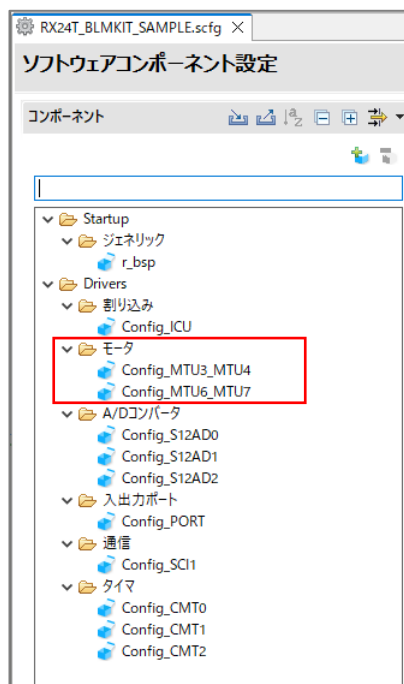 RX24T_BLMKIT_SAMPLE.scfg
ソフトウェアコンポーネント設定
コンポーネント
Startup
ジェネリック
r_bsp
Drivers
割り込み
Config_ICU
モータ
Config_MTU3_MTU4
Config_MTU6_MTU7
A/Dコンバータ
Config_S12AD0
Config_S12AD1
Config_S12AD2
入出力ポート
Config_PORT
通信
Config_SCI1
タイマ
Config_CMT0
Config_CMT1
Config_CMT2